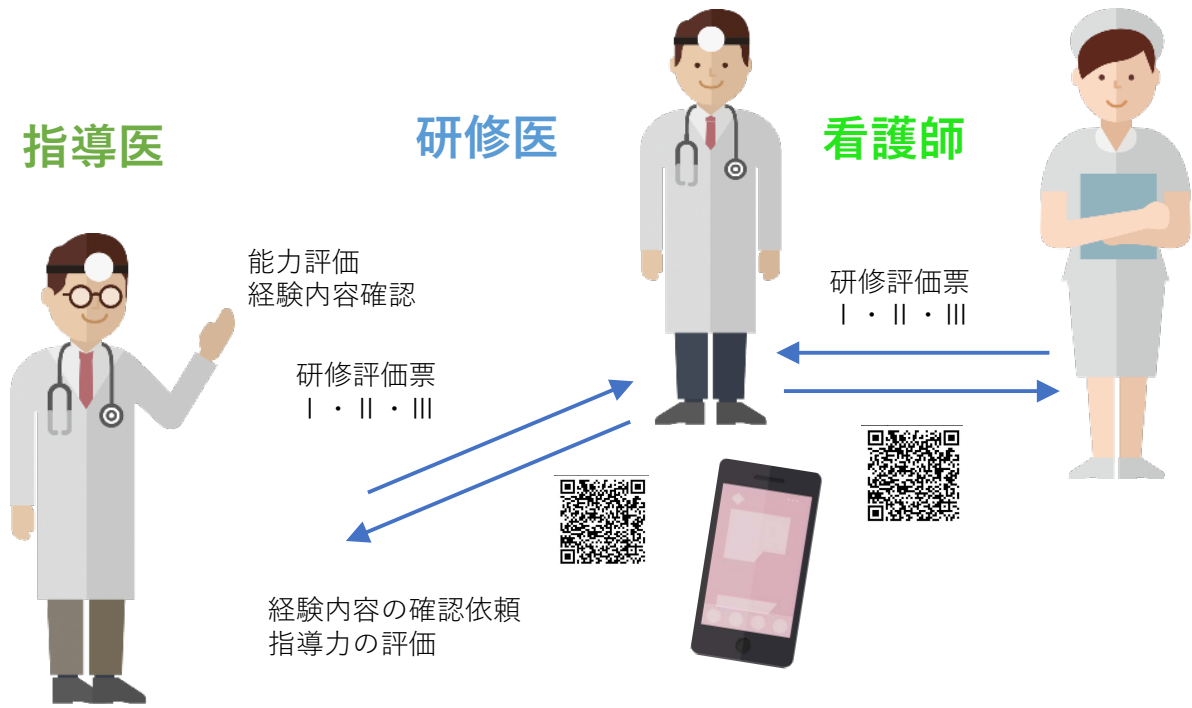 指導医
研修医
看護師
能力評価
経験内容確認
研修評価票
Ⅰ・Ⅱ・Ⅲ
研修評価票
Ⅰ・Ⅱ・Ⅲ
経験内容の確認依頼
指導力の評価